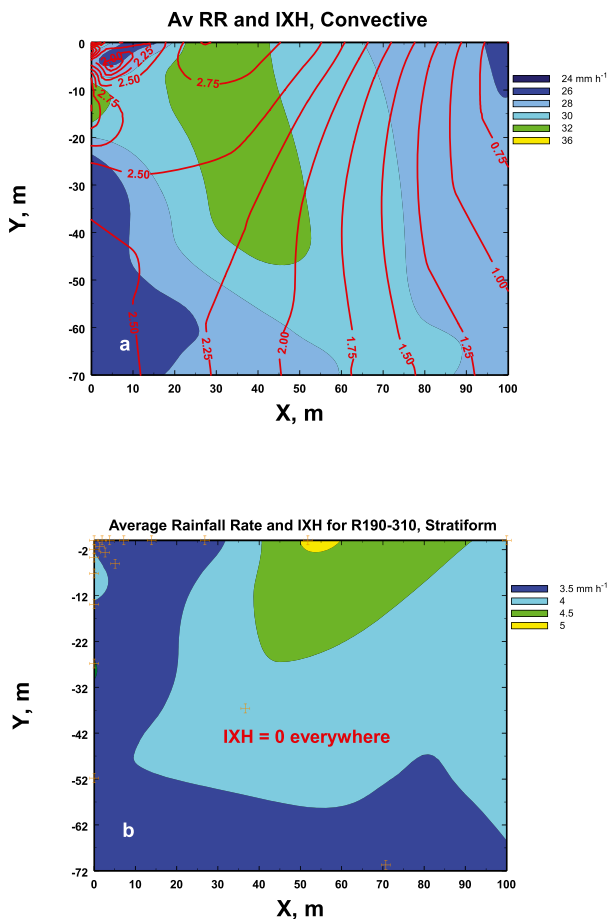 Av RR and IXH, Convective
0
-10
-20
-30
-40
-50
-60
-70
Y, m
2.25
2.50
2.75
2.75
2.50
0.75
1.00
2.50
2.25
2.00
1.75
1.50
1.25
a
0 10 20 30 40 50 60 70 80 90 100
X, m
24 mm h-1
26
28
30
32
36
Average Rainfall Rate and IXH for R190-310, Stratiform
-2
-12
-22
-32
-42
-52
-62
-72
Y, m
IXH = 0 everywhere
b
0 10 20 30 40 50 60 70 80 90 100
X, m
3.5 mm h-1
4
4.5
5